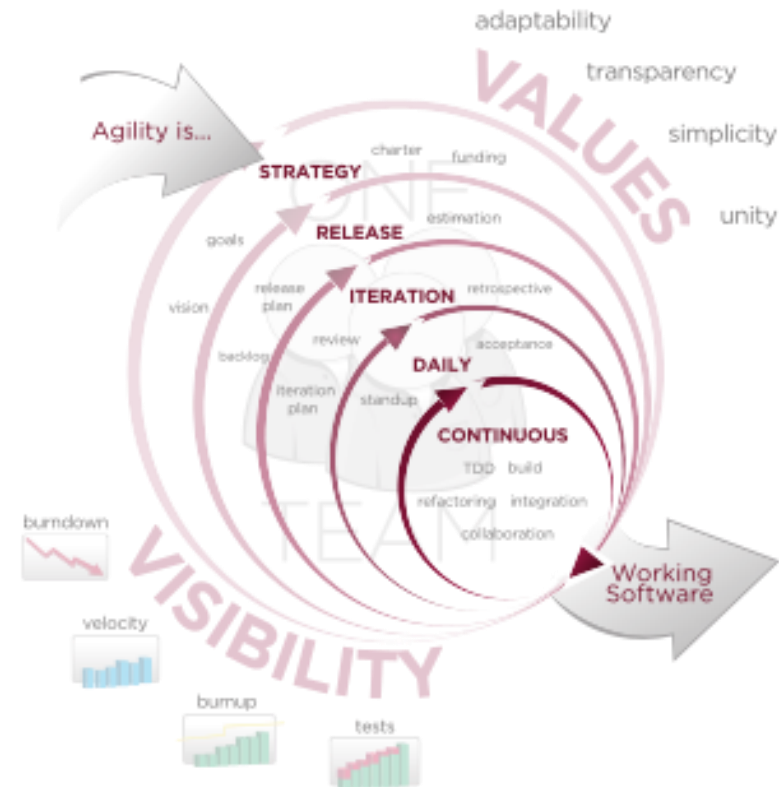 adaptability
transparency
simplicity
unity
VALUES
Agility is...
STRATEGY
charter
funding
goals
vision
ONE
RELEASE
estimation
release
plan
backlog
ITERATION
retrospective
review
iteration
plan
DAILY
acceptance
standup
CONTINUOUS
TDD build
refactoring integration
collaboration
TEAM
Working
Software
VISIBILITY
burndown
velocity
burnup
tests